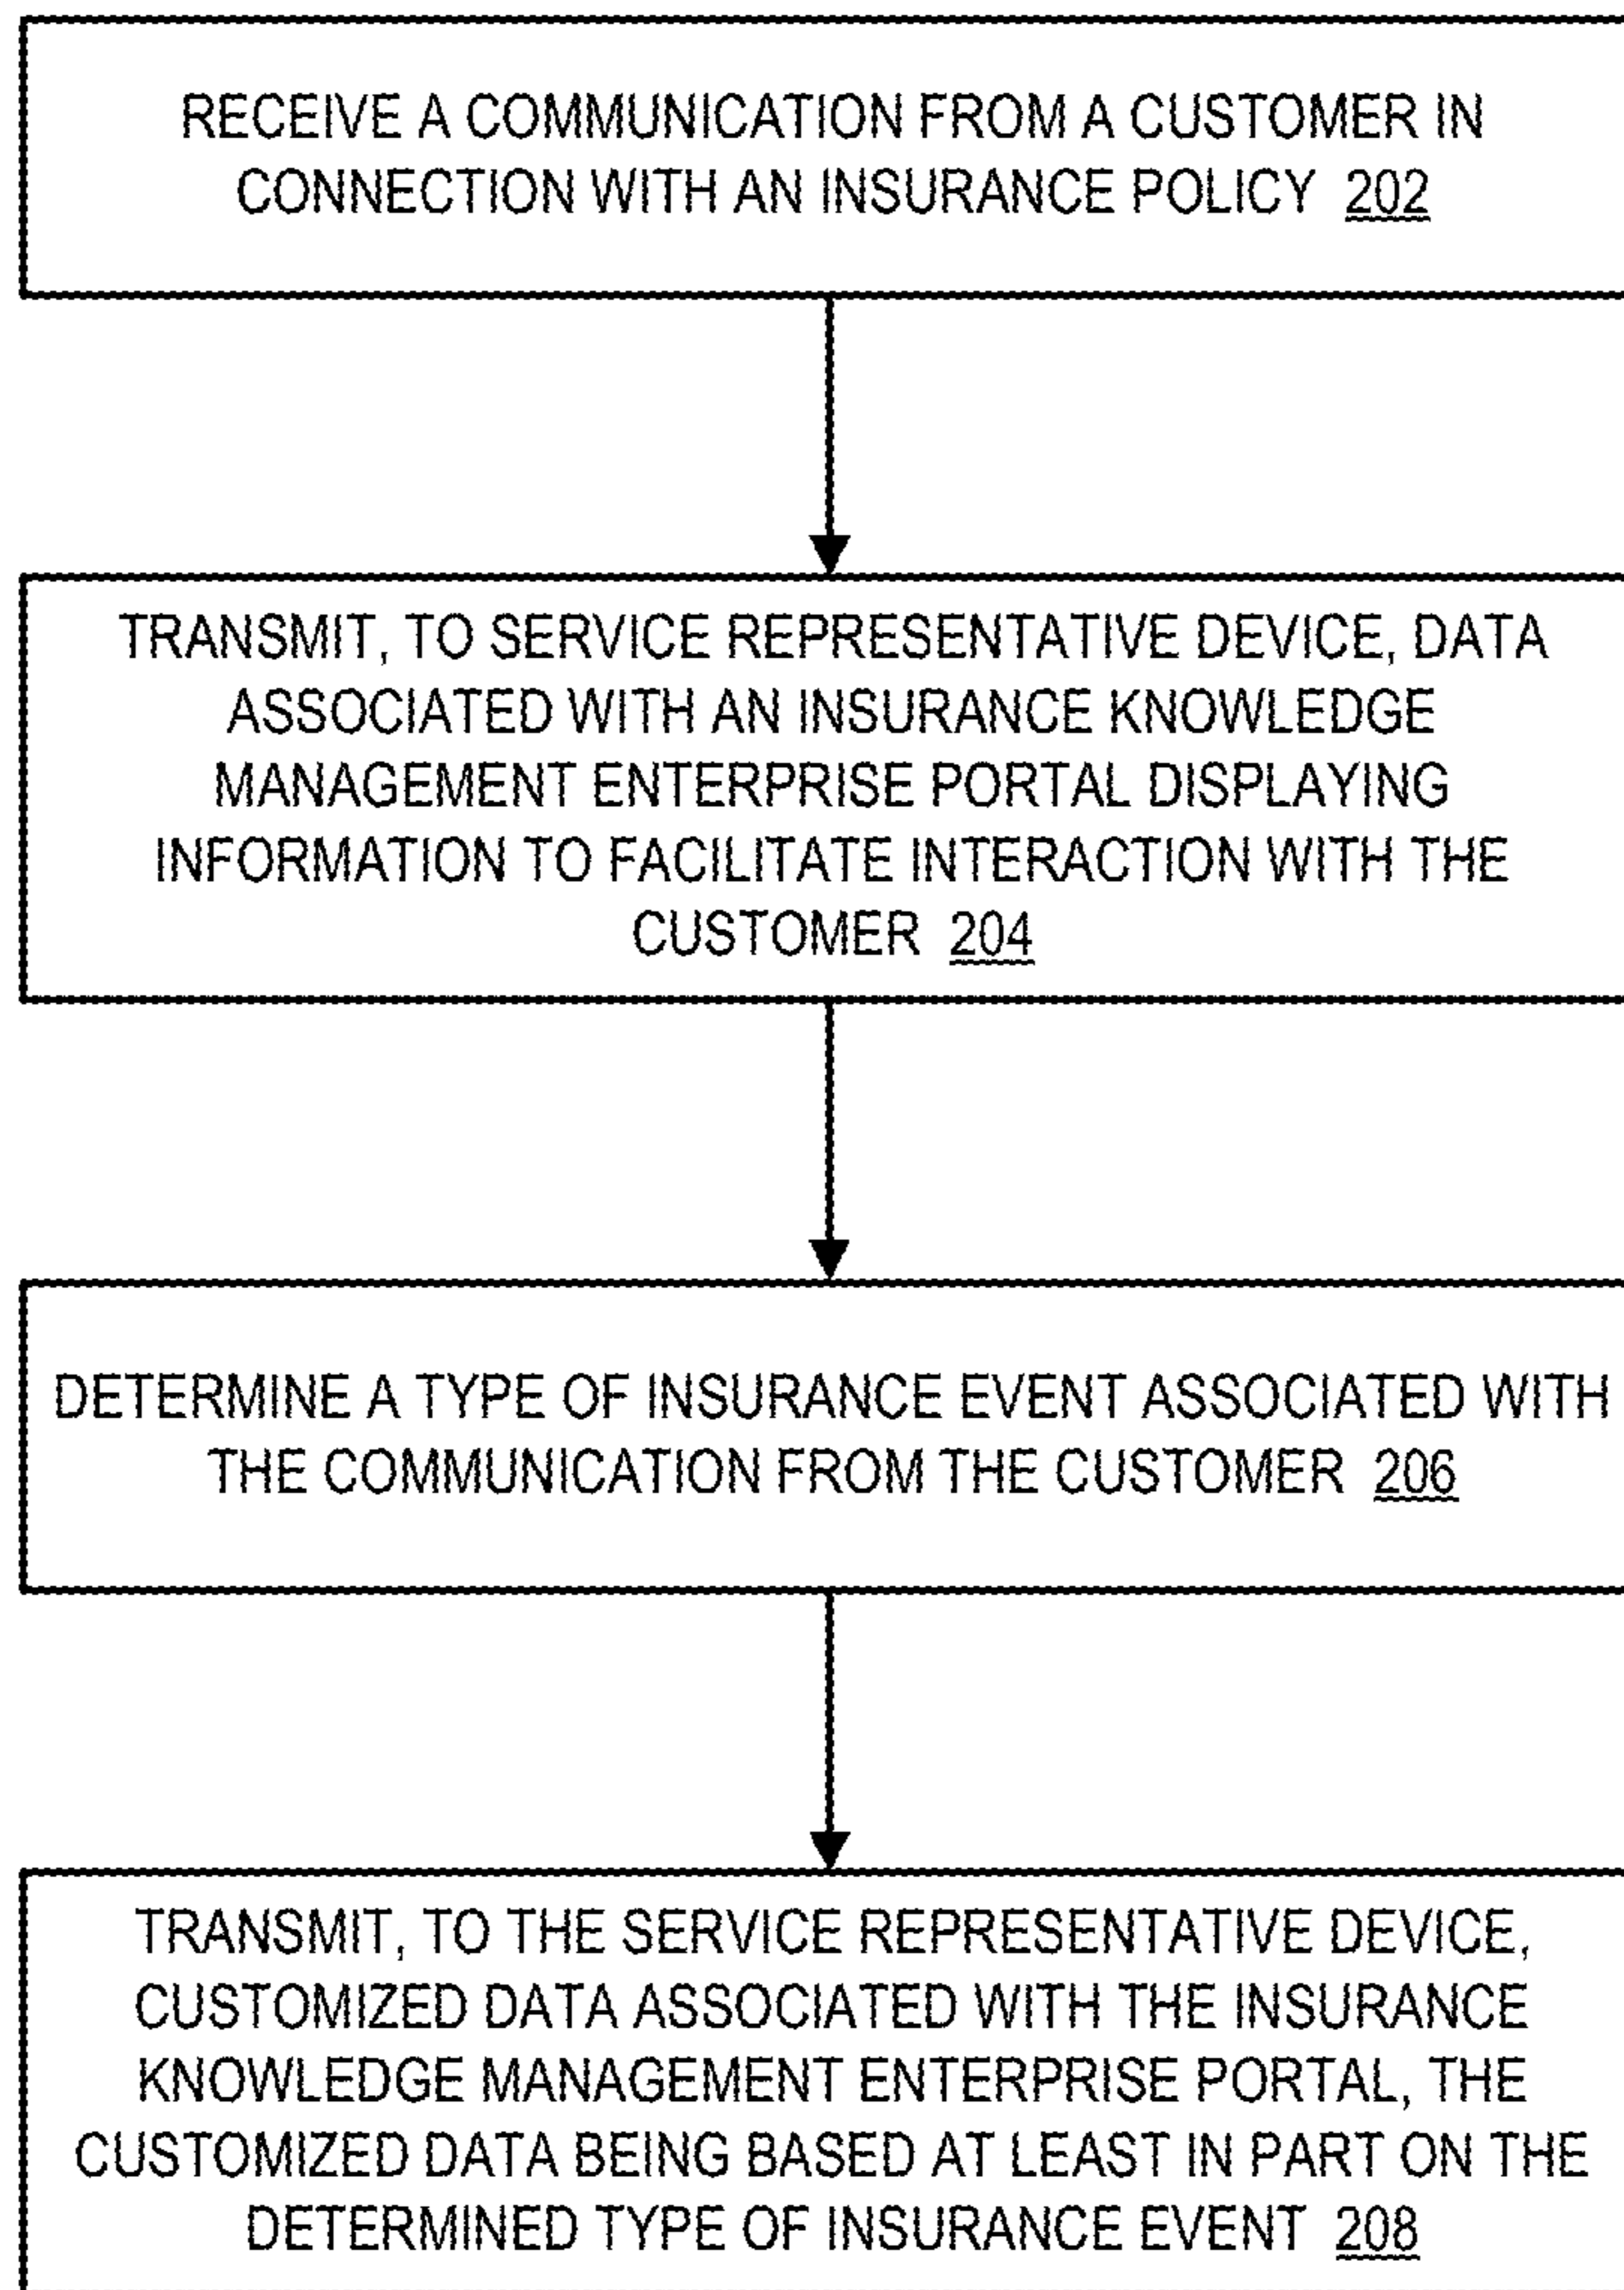 RECEIVE A COMMUNICATION FROM A CUSTOMER IN
CONNECTION WITH AN INSURANCE POLICY 202
TRANSMIT, TO SERVICE REPRESENTATIVE DEVICE, DATA
ASSOCIATED WITH AN INSURANCE KNOWLEDGE
MANAGEMENT ENTERPRISE PORTAL DISPLAYING
INFORMATION TO FACILITATE INTERACTION WITH THE
CUSTOMER 204
DETERMINE A TYPE OF INSURANCE EVENT ASSOCIATED WITH
THE COMMUNICATION FROM THE CUSTOMER 206
TRANSMIT, TO THE SERVICE REPRESENTATIVE DEVICE,
CUSTOMIZED DATA ASSOCIATED WITH THE INSURANCE
KNOWLEDGE MANAGEMENT ENTERPRISE PORTAL, THE
CUSTOMIZED DATA BEING BASED AT LEAST IN PART ON THE
DETERMINED TYPE OF INSURANCE EVENT 208